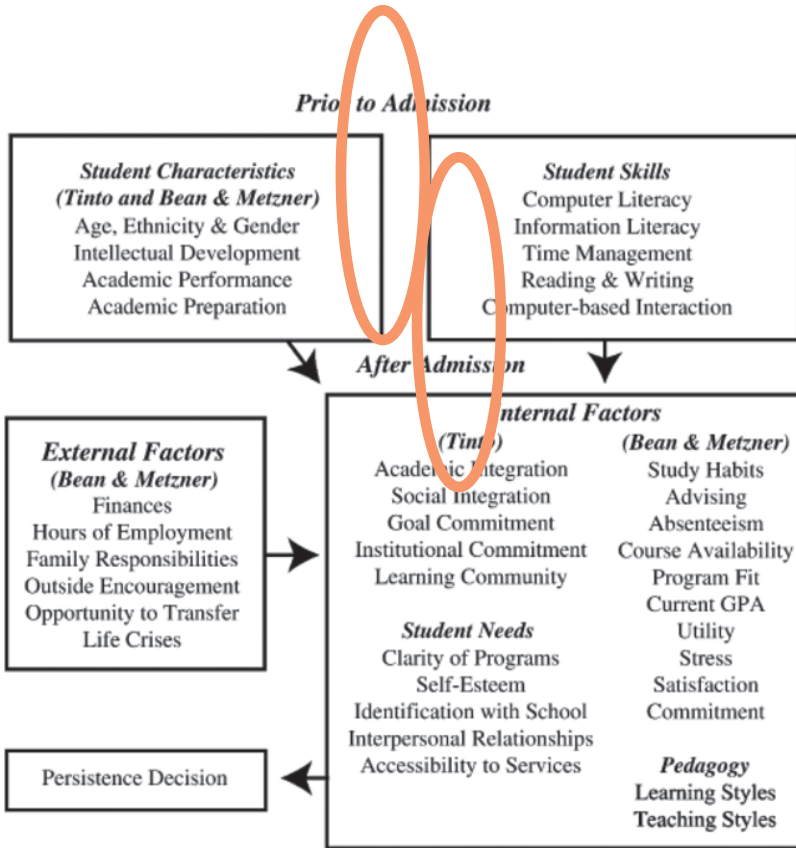 Prior to Admission
Student Characteristics
(Tinto and Bean & Metzner)
Age, Ethnicity & Gender
Intellectual Development
Academic Performance
Academic Preparation
Student Skills
Computer Literacy
Information Literacy
Time Management
Reading & Writing
Computer-based Interaction
After Admission
External Factors
(Bean & Metzner)
Finances
Hours of Employment
Family Responsibilities
Outside Encouragement
Opportunity to Transfer
Life Crises
Internal Factors
(Tinto)
Academic Integration
Social Integration
Goal Commitment
Institutional Commitment
Learning Community
Student Needs
Clarity of Programs
Self-Esteem
Identification with School
Interpersonal Relationships
Accessibility to Services
(Bean & Metzner)
Study Habits
Advising
Absenteeism
Course Availability
Program Fit
Current GPA
Utility
Stress
Satisfaction
Commitment
Pedagogy
Learning Styles
Teaching Styles
Persistence Decision